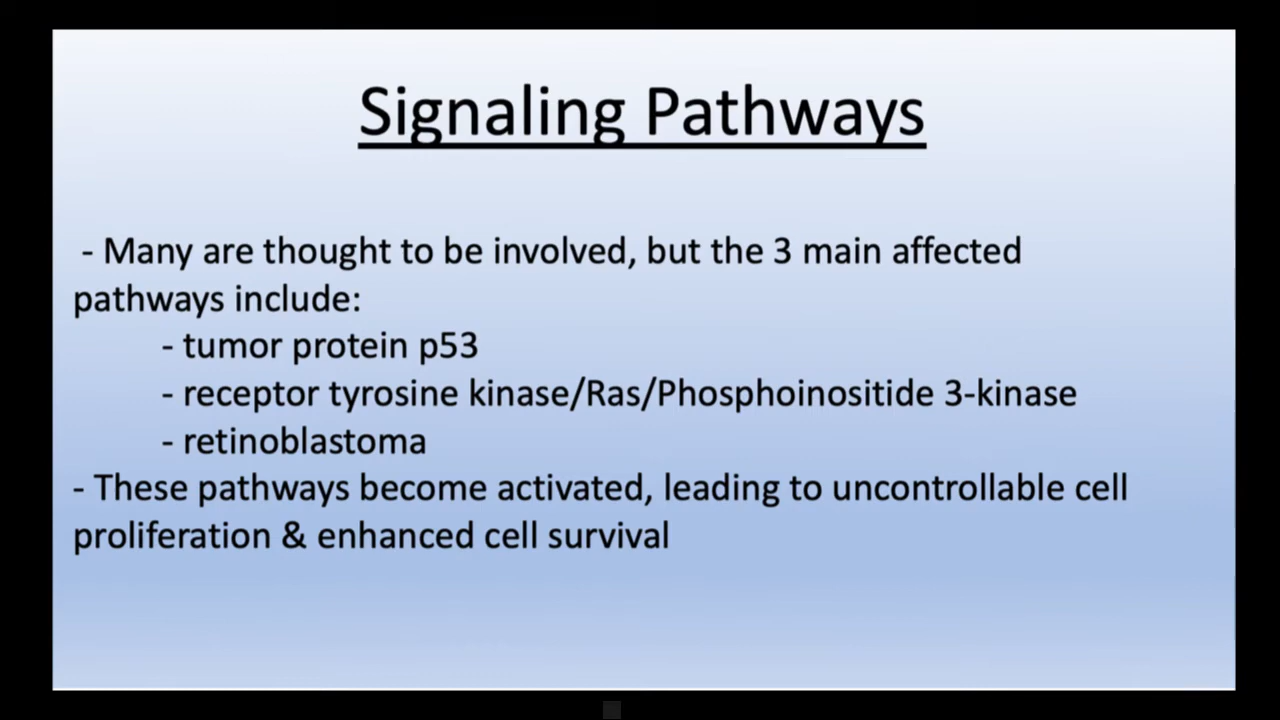 Signaling Pathways
- Many are thought to be involved, but the 3 main affected
pathways include:
- tumor protein p53
- receptor tyrosine kinase/Ras/Phosphoinositide 3-kinase
- retinoblastoma
- These pathways become activated, leading to uncontrollable cell
proliferation & enhanced cell survival